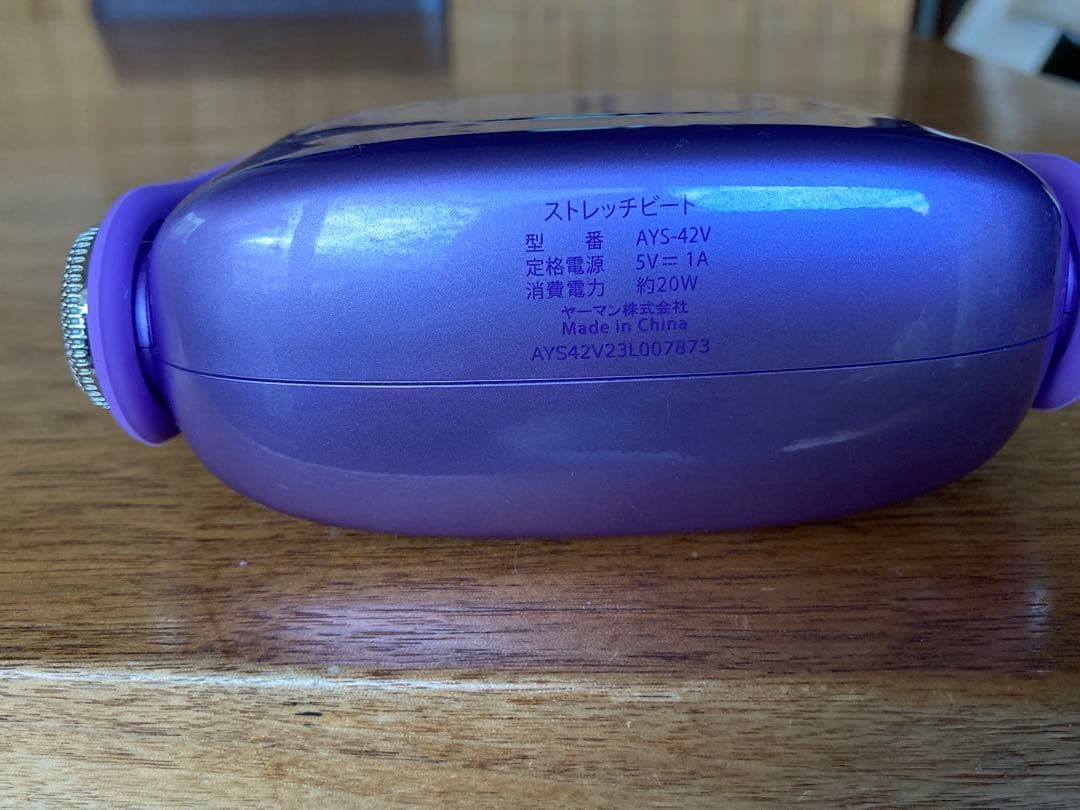 ストレッチビート
型　　番　AYS-42V
定格電源　5V⎓1A
消費電力　約20W
ヤーマン株式会社
Made in China
AYS42V23L007873